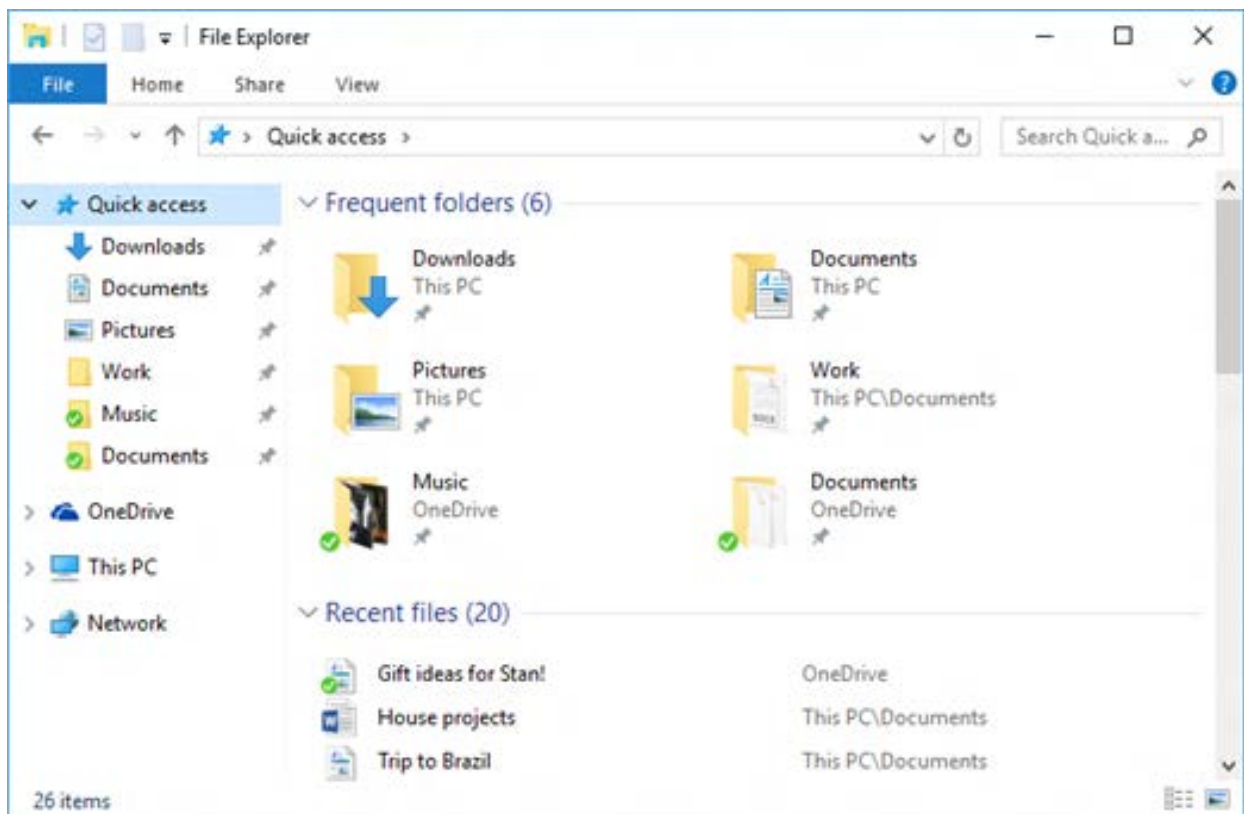 File Explorer
File Home Share View
Quick access
Search Quick a...
Quick access
Downloads
Documents
Pictures
Work
Music
Documents
OneDrive
This PC
Network
Frequent folders (6)
Downloads
This PC
Documents
This PC
Pictures
This PC
Work
This PC\Documents
Music
OneDrive
Documents
OneDrive
Recent files (20)
Gift ideas for Stan! OneDrive
House projects This PC\Documents
Trip to Brazil This PC\Documents
26 items